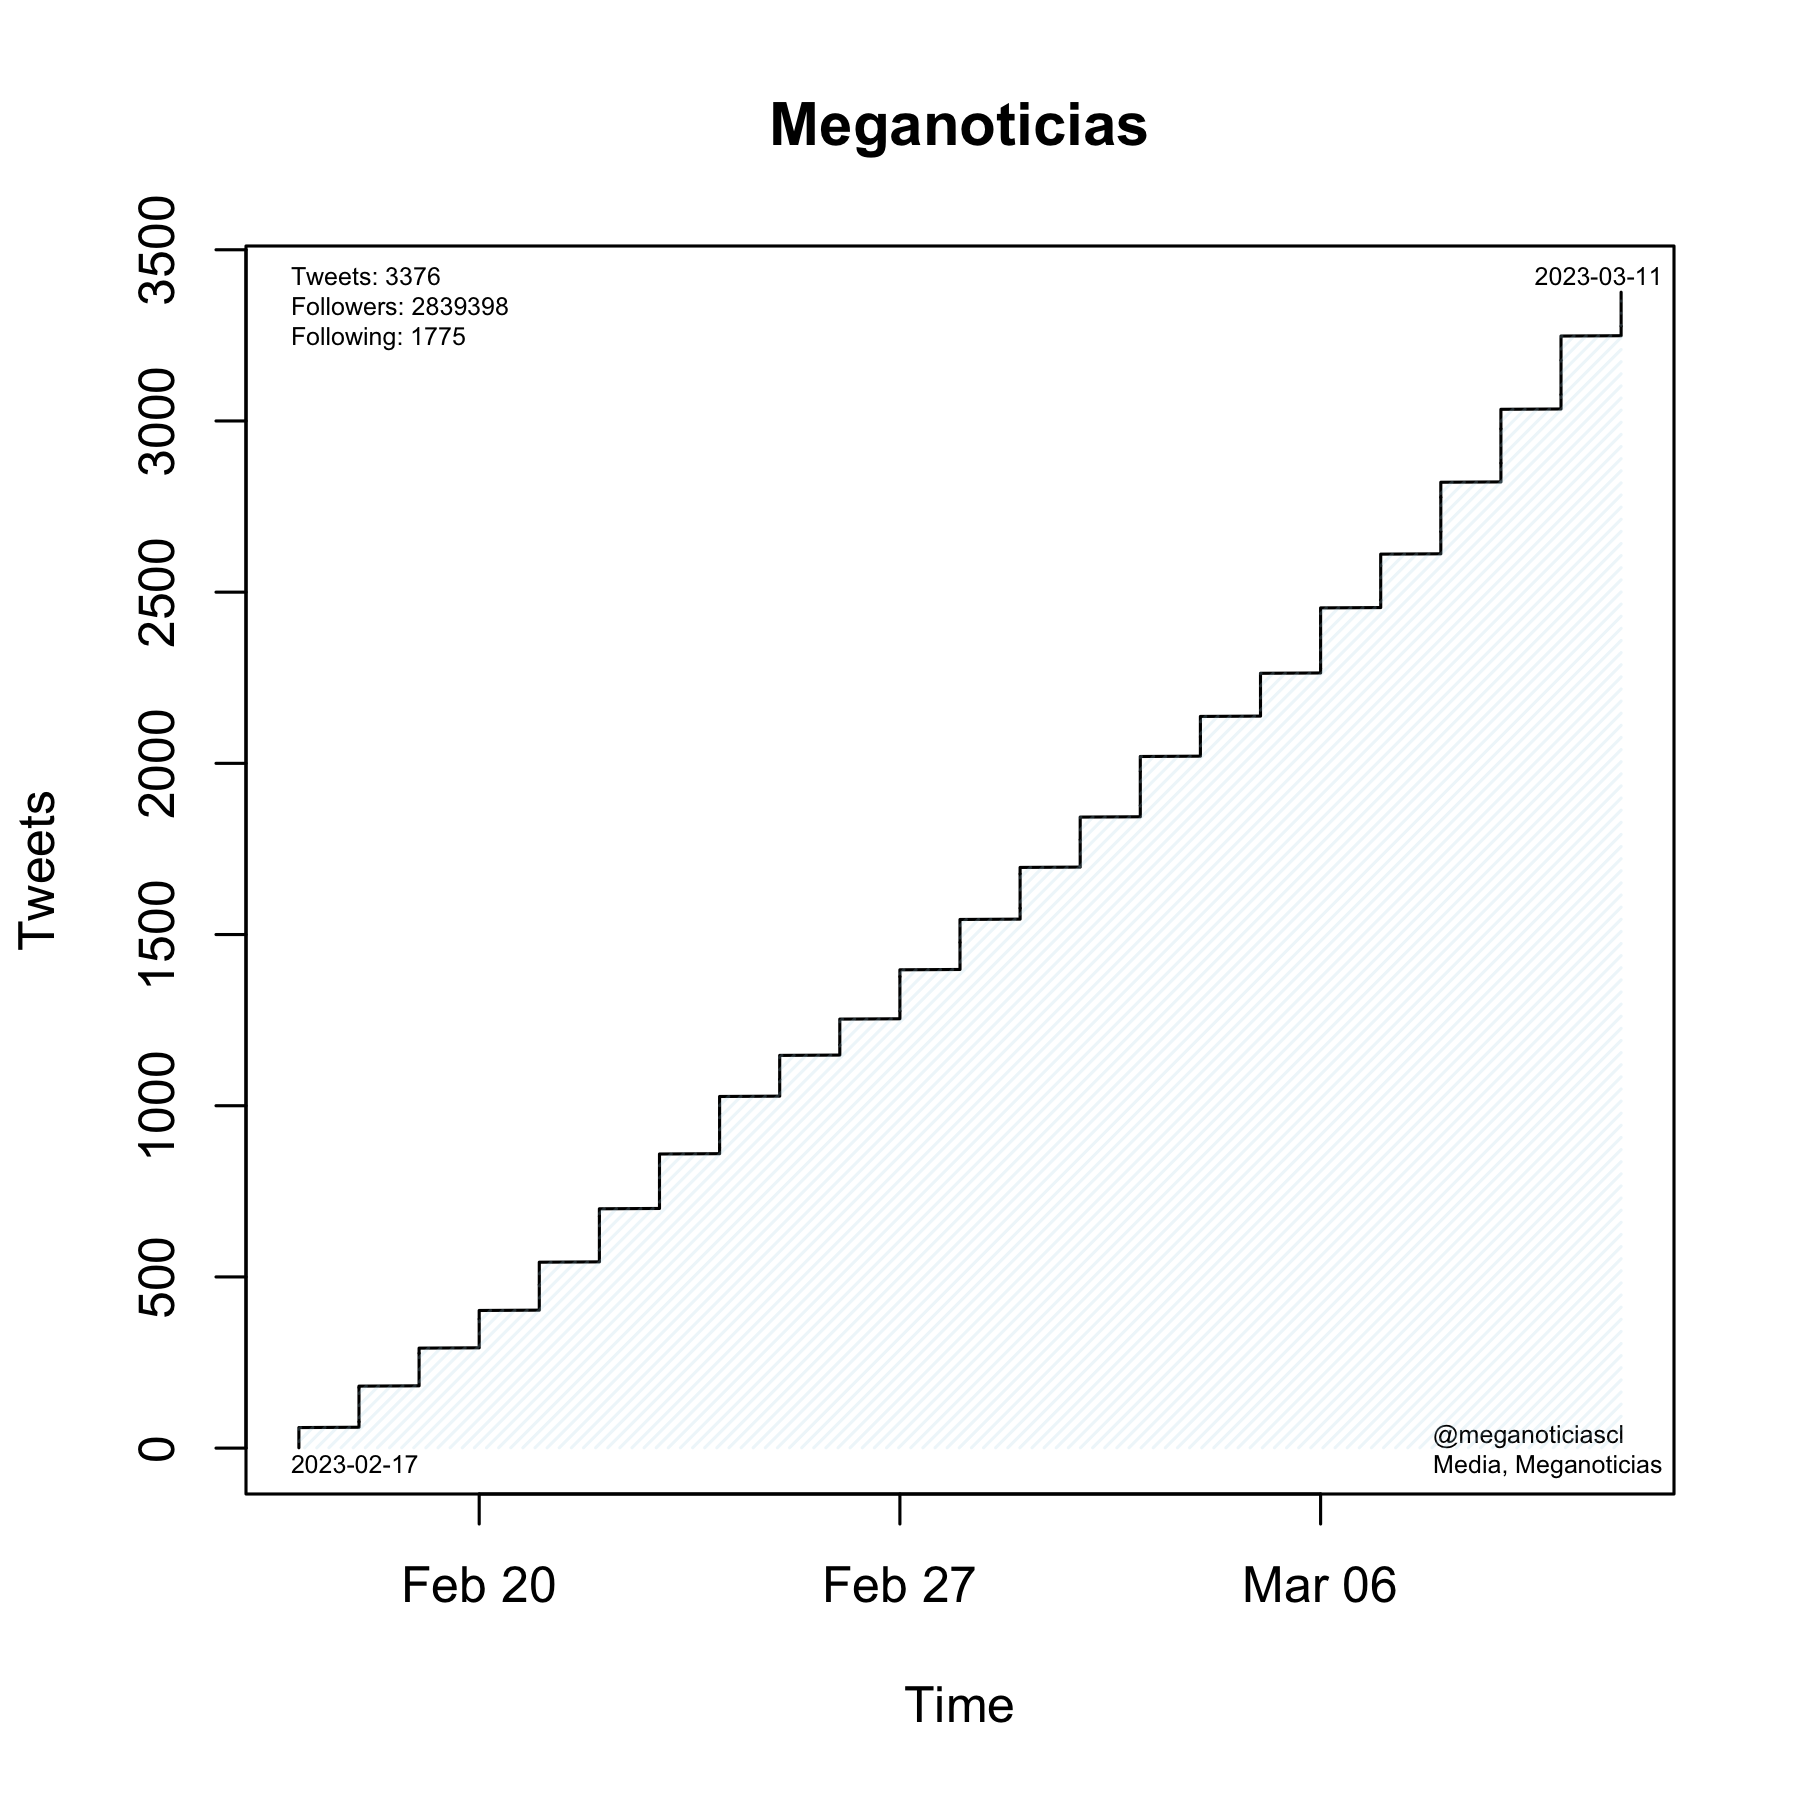 Meganoticias
Tweets: 3376
Followers: 2839398
Following: 1775
2023-03-11
3500
3000
2500
2000
1500
1000
500
0
Tweets
@meganoticiascl
Media, Meganoticias
2023-02-17
Feb 20
Feb 27
Mar 06
Time